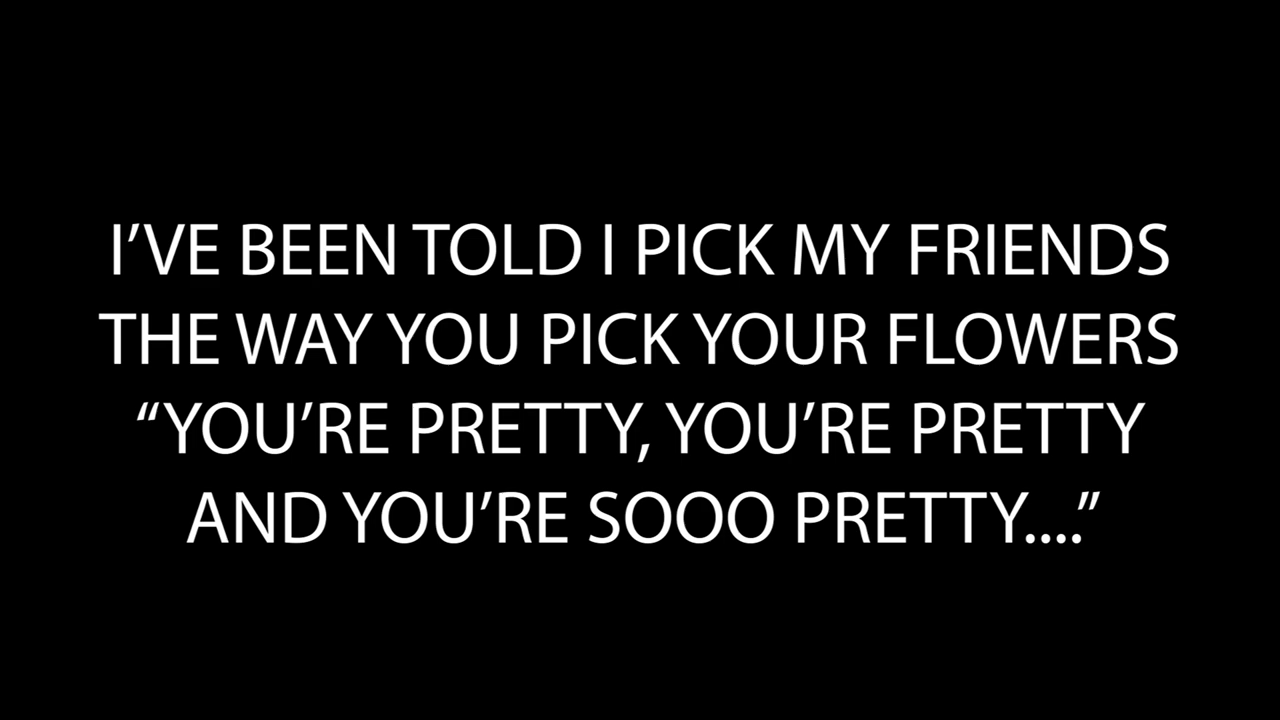 I’VE BEEN TOLD I PICK MY FRIENDS
THE WAY YOU PICK YOUR FLOWERS
“YOU’RE PRETTY, YOU’RE PRETTY
AND YOU’RE SOOO PRETTY....”